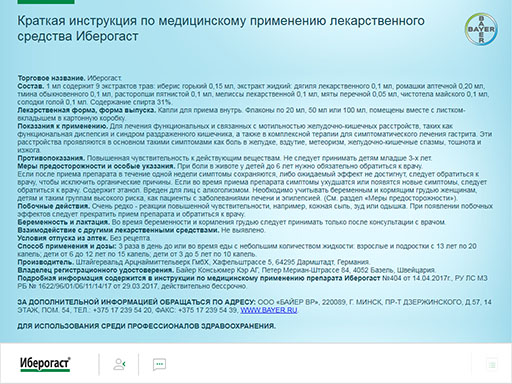 Краткая инструкция по медицинскому применению лекарственного
средства Иберогаст
BAYER
Торговое название. Иберогаст.
Состав. 1 мл содержит 9 экстрактов трав: иберис горький 0,15 мл, экстракт жидкий: дягиля лекарственного 0,1 мл, ромашки аптечной 0,20 мл,
тмина обыкновенного 0,1 мл, расторопши пятнистой 0,1 мл, мелиссы лекарственной 0,1 мл, мяты перечной 0,05 мл, чистотела майского 0,1 мл,
солодки голой 0,1 мл. Содержание спирта 31%.
Лекарственная форма, форма выпуска. Капли для приема внутрь. Флаконы по 20 мл, 50 мл или 100 мл, помещены вместе с листком-
вкладышем в картонную коробку.
Показания к применению. Для лечения функциональных и связанных с мотильностью желудочно-кишечных расстройств, таких как
функциональная диспепсия и синдром раздраженного кишечника, а также в комплексной терапии для симптоматического лечения гастрита. Эти
расстройства проявляются в основном такими симптомами как боль в желудке, вздутие, метеоризм, желудочно-кишечные спазмы, тошнота и
изжога.
Противопоказания. Повышенная чувствительность к действующим веществам. Не следует принимать детям младше 3-х лет.
Меры предосторожности и особые указания. При боли в животе у детей до 6 лет нужно обязательно обратиться к врачу.
Если после приема препарата в течение одной недели симптомы сохраняются, либо ожидаемый эффект не достигнут, следует обратиться к
врачу, чтобы исключить органические причины. Если во время приема препарата симптомы ухудшатся или появятся новые симптомы, следует
обратиться к врачу. Содержит этанол. Вреден для лиц с алкоголизмом. Необходимо учитывать беременным и кормящим грудью женщинам,
детям и таким группам высокого риска, как пациенты с заболеваниями печени и эпилепсией. (См. раздел «Меры предосторожности»).
Побочные действия. Очень редко - реакции повышенной чувствительности, например, кожная сыпь, зуд или одышка. При появлении побочных
эффектов следует прекратить прием препарата и обратиться к врачу.
Беременность и лактация. Во время беременности и кормления грудью следует принимать только после консультации с врачом.
Взаимодействие с другими лекарственными средствами. Не выявлено.
Условия отпуска из аптек. Без рецепта.
Способ применения и дозы: 3 раза в день до или во время еды с небольшим количеством жидкости: взрослые и подростки с 13 лет по 20
капель; дети от 6 до 12 лет по 15 капель; дети от 3 до 5 лет по 10 капель.
Производитель. Штайгервальд Арцнаймиттельверк ГмбХ, Хафельштрассе 5, 64295 Дармштадт, Германия.
Владелец регистрационного удостоверения. Байер Консьюмер Кэр АГ, Петер Мериан-Штрассе 84, 4052 Базель, Швейцария.
Подробная информация содержится в инструкции по медицинскому применению препарата Иберогаст №404 от 14.04.2017г., РУ ЛС МЗ
РБ № 1622/96/01/06/11/14/17 от 29.03.2017, действительно бессрочно.
ЗА ДОПОЛНИТЕЛЬНОЙ ИНФОРМАЦИЕЙ ОБРАЩАТЬСЯ ПО АДРЕСУ: ООО «БАЙЕР ВР», 220089, Г. МИНСК, ПР-Т ДЗЕРЖИНСКОГО, Д.57, 14
ЭТАЖ, ПОМ. 54, ТЕЛ.: +375 17 239 54 20, ФАКС: +375 17 239 54 39, WWW.BAYER.RU.
ДЛЯ ИСПОЛЬЗОВАНИЯ СРЕДИ ПРОФЕССИОНАЛОВ ЗДРАВООХРАНЕНИЯ.
Иберогаст®